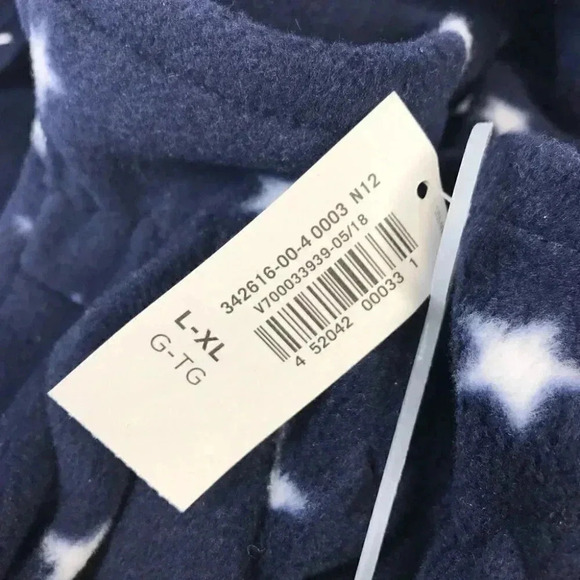 342616-00-4 0003 N12
V700033939-05/18
4 52042 00033 1
L-XL
G-TG